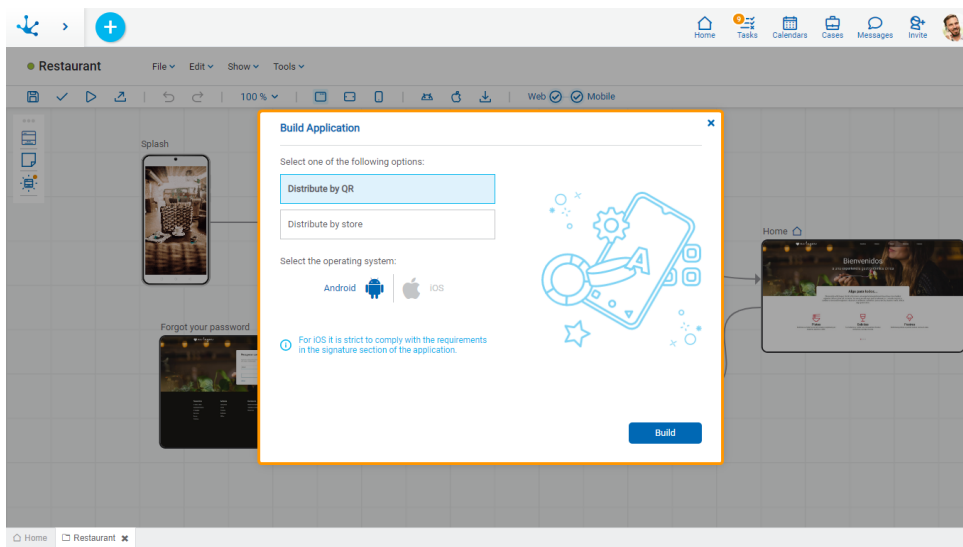 9
Home
Tasks
Calendars
Cases
Messages
Invite
Restaurant
File
Edit
Show
Tools
100 %
Web
Mobile
Splash
Build Application
Select one of the following options:
Distribute by QR
Distribute by store
Select the operating system:
Android
iOS
For iOS it is strict to comply with the requirements
in the signature section of the application.
A
Build
Forgot your password
Home
Bienvenidos
Home
Restaurant